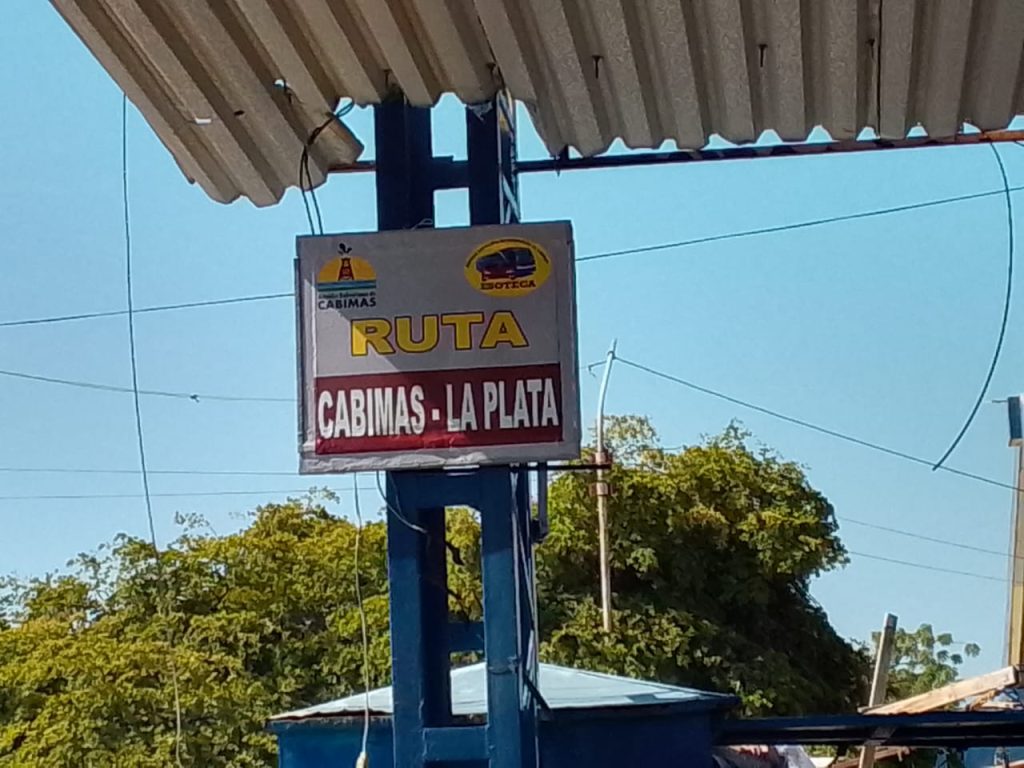 CABIMAS
ESOTECA
RUTA
CABIMAS - LA PLATA